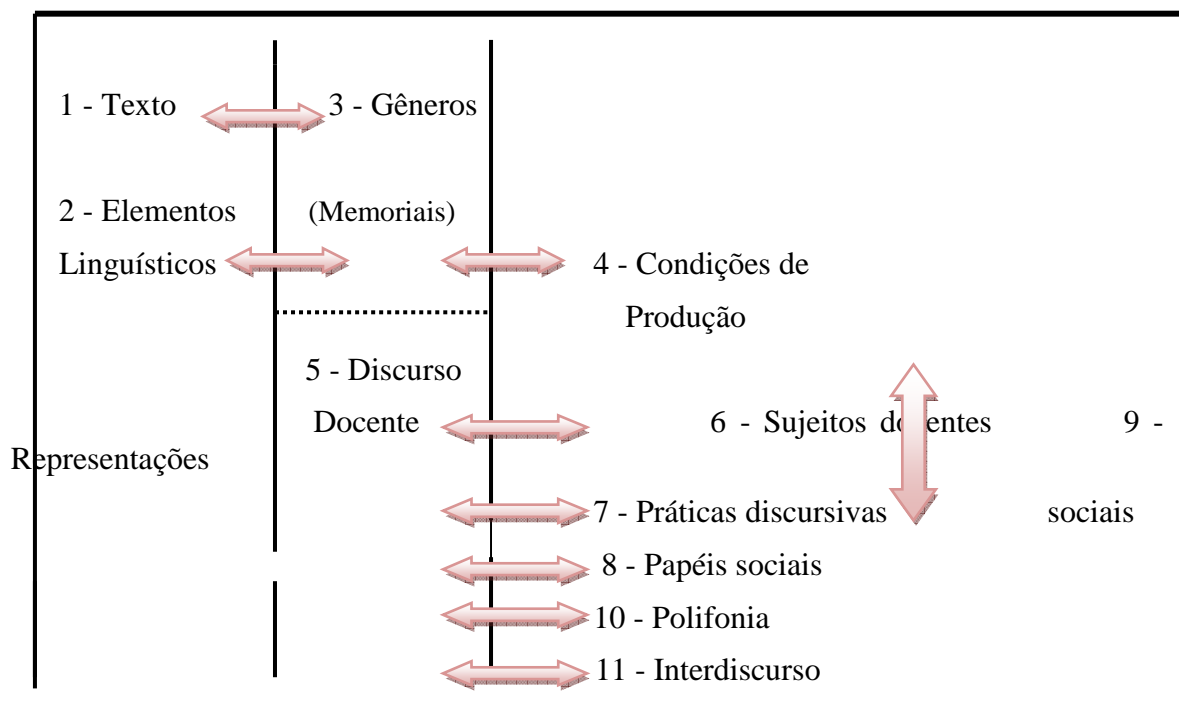 1 - Texto 3 - Gêneros
2 - Elementos (Memoriais)
Linguísticos 4 - Condições de
Produção
5 - Discurso
Docente 6 - Sujeitos docentes 9 -
Representações
7 - Práticas discursivas sociais
8 - Papéis sociais
10 - Polifonia
11 - Interdiscurso